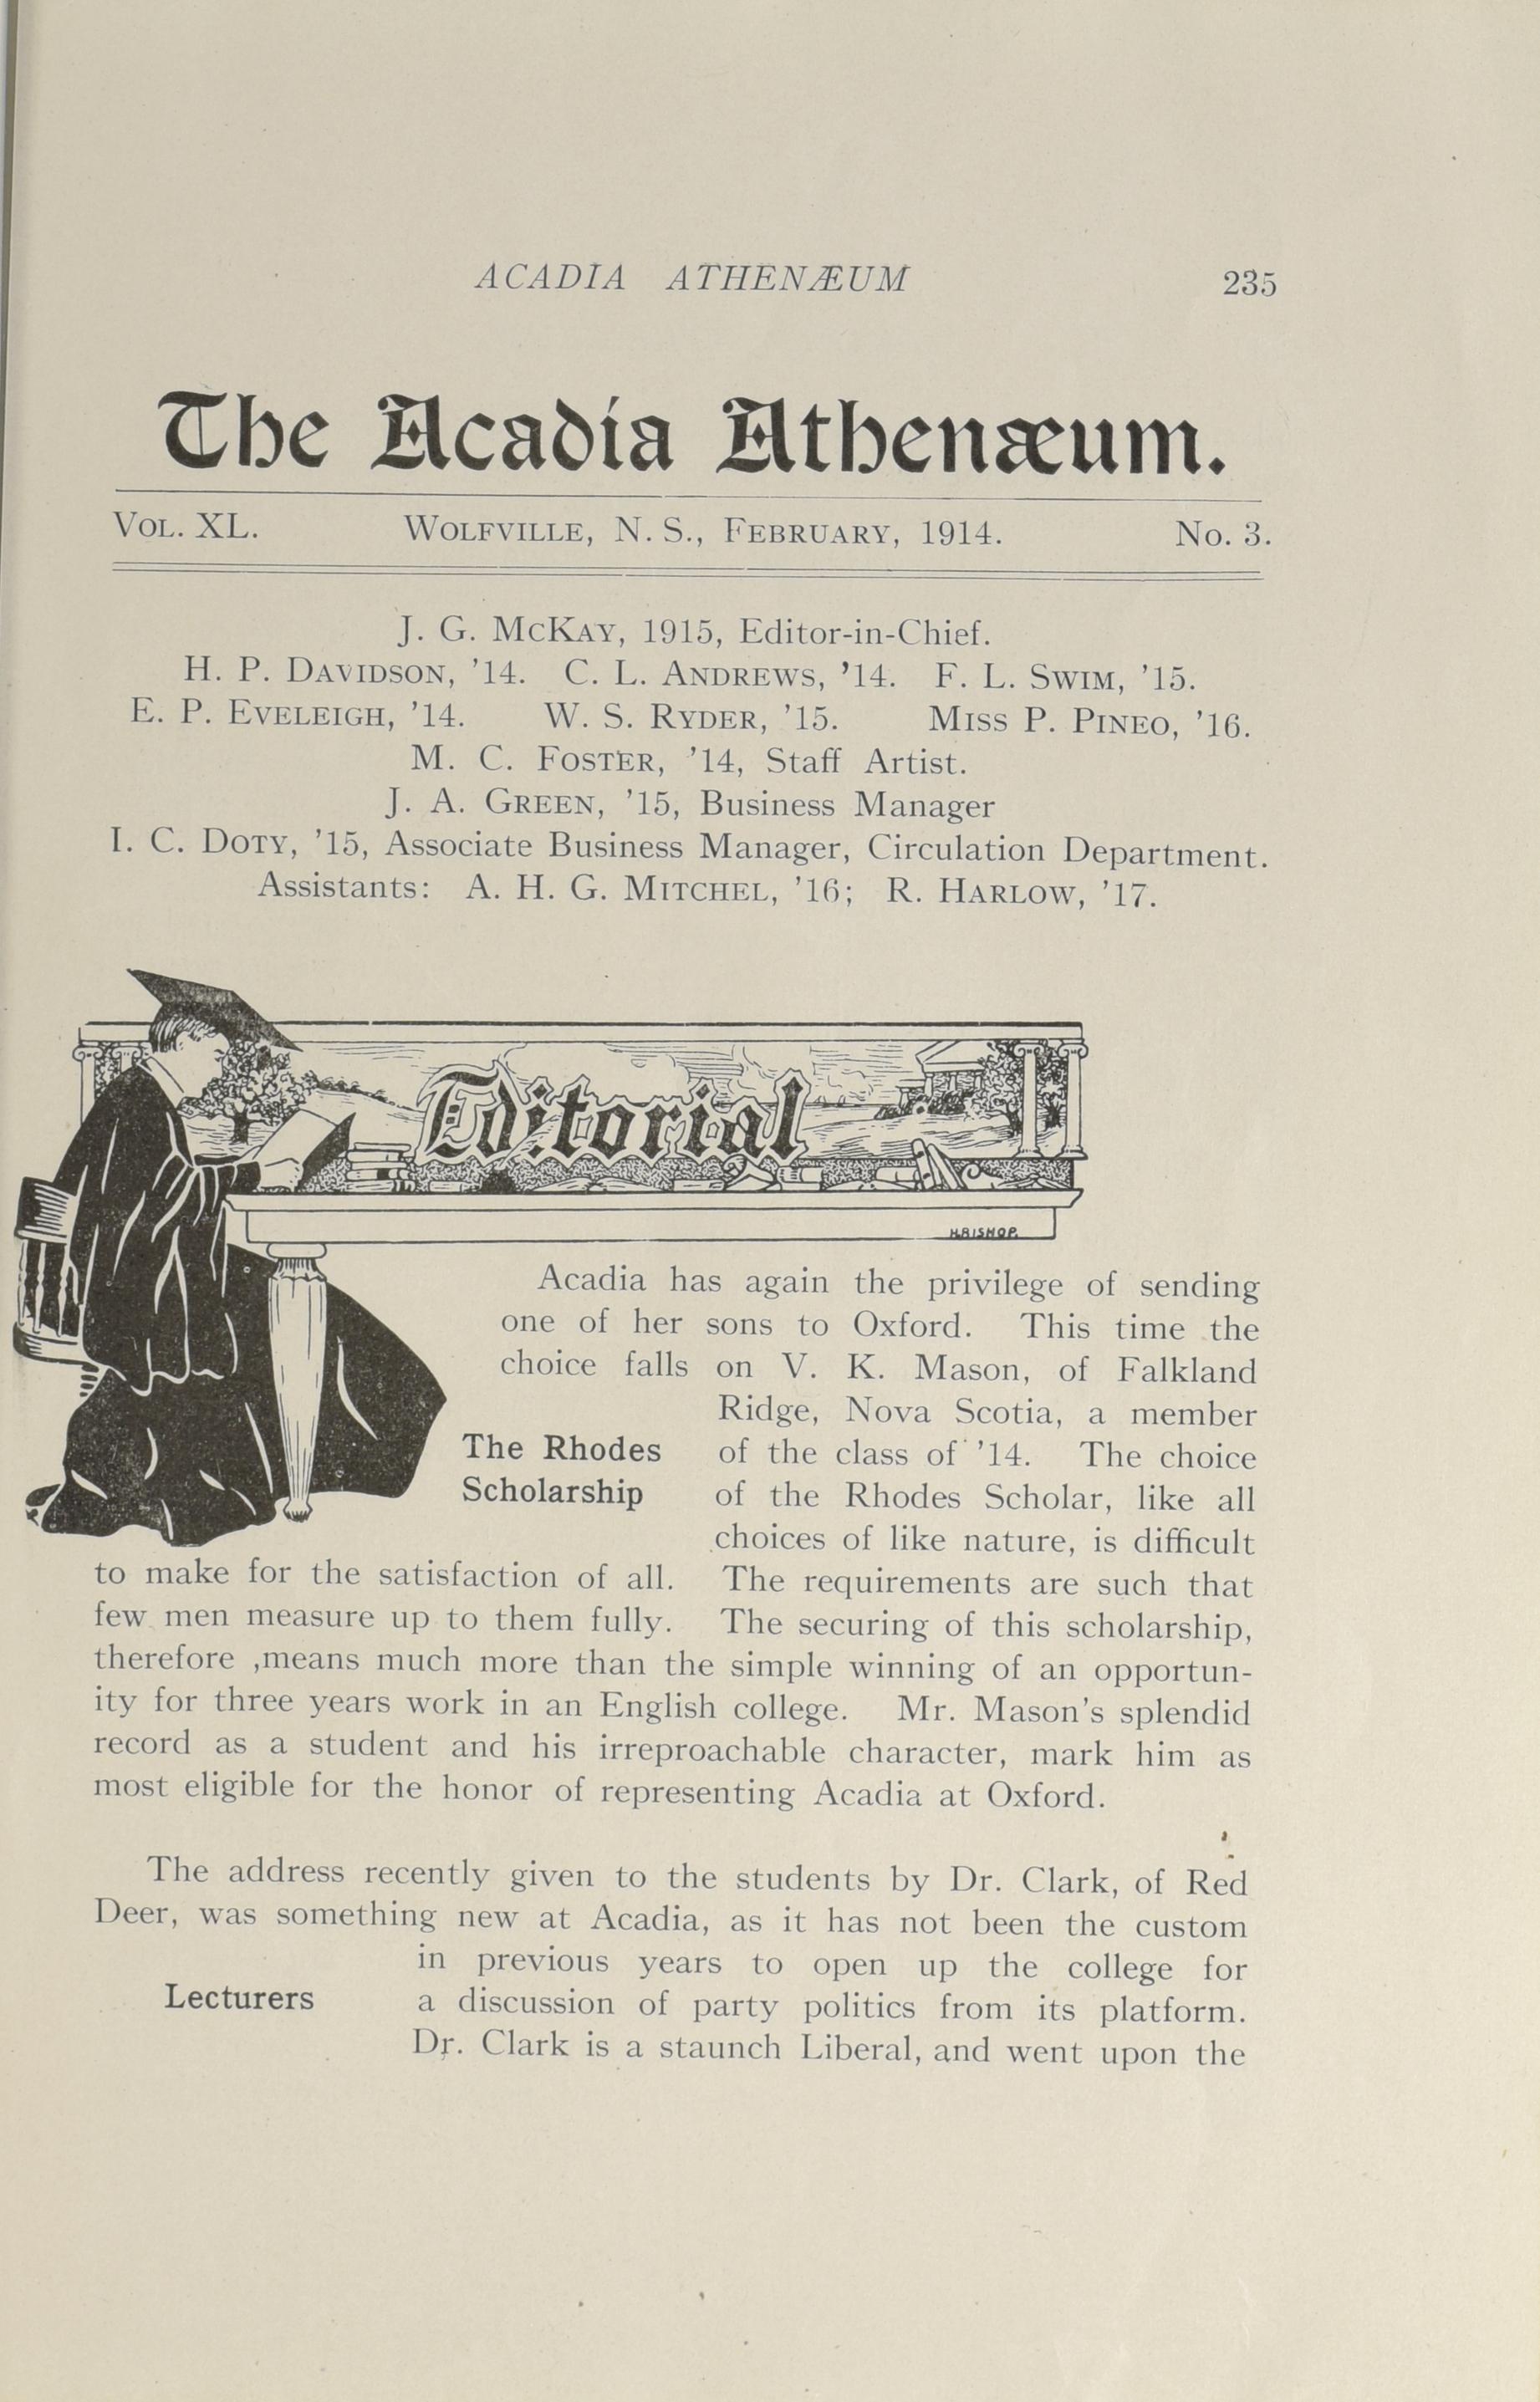 ACADIA ATHENÆUM 235
The Acadia Athenæum.
VOL. XL. WOLFVILLE, N. S., FEBRUARY, 1914. No. 3.
J. G. MCKAY, 1915, Editor-in-Chief.
H. P. DAVIDSON, '14. C. L. ANDREWS, '14. F. L. SWIM, '15.
E. P. EVELEIGH, '14. W. S. RYDER, '15. MISS P. PINEO, '16.
M. C. FOSTER, '14, Staff Artist.
J. A. GREEN, '15, Business Manager
I. C. DOTY, '15, Associate Business Manager, Circulation Department.
Assistants: A. H. G. MITCHEL, '16; R. HARLOW, '17.
Editorial
H.BISHOP.
Acadia has again the privilege of sending
one of her sons to Oxford. This time the
choice falls on V. K. Mason, of Falkland
Ridge, Nova Scotia, a member
The Rhodes of the class of '14. The choice
Scholarship of the Rhodes Scholar, like all
choices of like nature, is difficult
to make for the satisfaction of all. The requirements are such that
few men measure up to them fully. The securing of this scholarship,
therefore ,means much more than the simple winning of an opportun-
ity for three years work in an English college. Mr. Mason's splendid
record as a student and his irreproachable character, mark him as
most eligible for the honor of representing Acadia at Oxford.
The address recently given to the students by Dr. Clark, of Red
Deer, was something new at Acadia, as it has not been the custom
in previous years to open up the college for
Lecturers a discussion of party politics from its platform.
Dr. Clark is a staunch Liberal, and went upon the